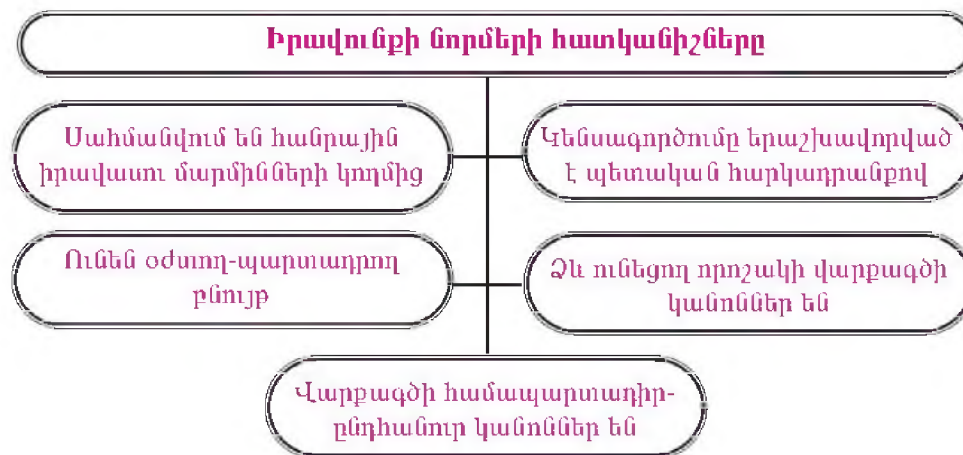 Իրավունքի նորմերի հատկանիշները
Սահմանվում են հանրային
իրավասու մարմինների կողմից
Կենսագործումը երաշխավորված
է պետական հարկադրանքով
Ունեն օժտող-պարտադրող
բնույթ
Ձև ունեցող որոշակի վարքագծի
կանոններ են
Վարքագծի համապարտադիր-
ընդհանուր կանոններ են